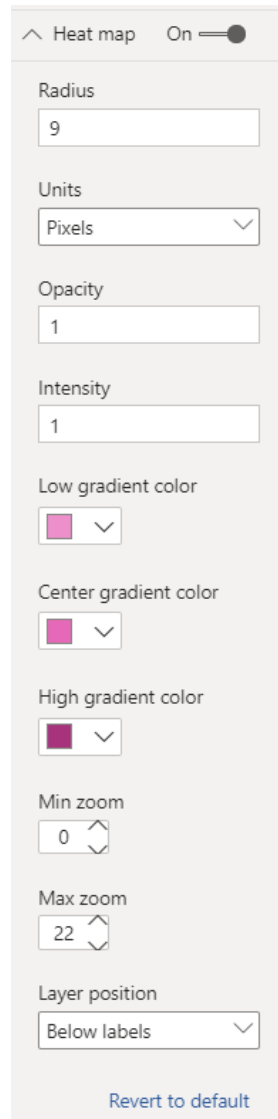 Heat map On
Radius
9
Units
Pixels
Opacity
1
Intensity
1
Low gradient color
Center gradient color
High gradient color
Min zoom
0
Max zoom
22
Layer position
Below labels
Revert to default